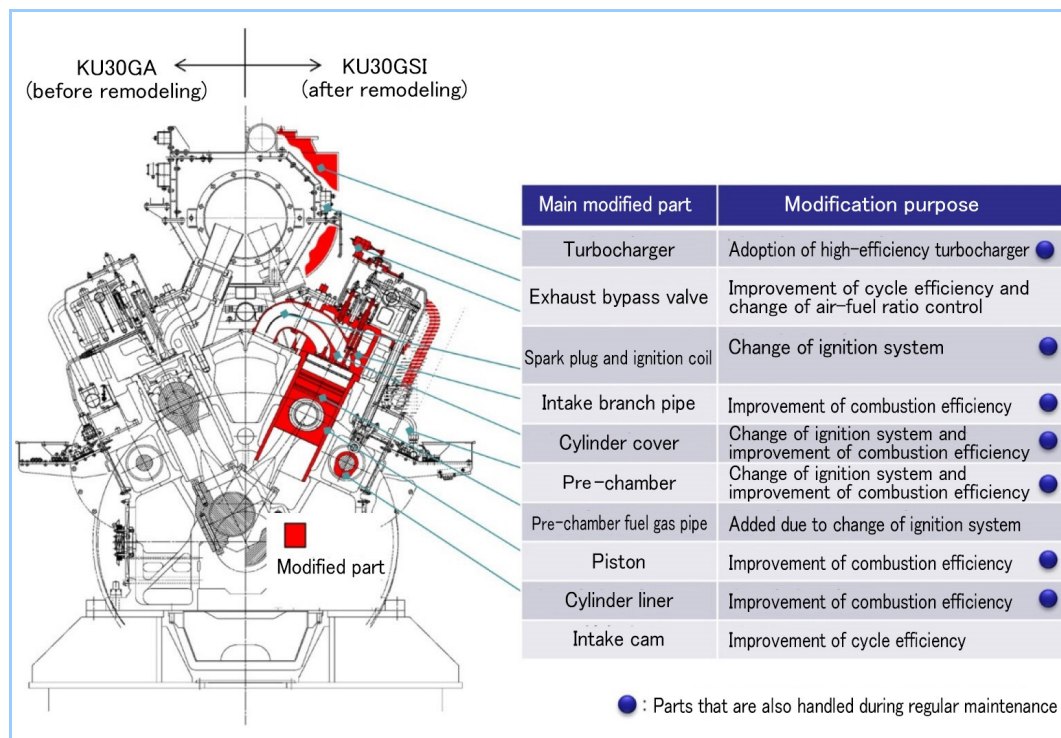 KU30GA
(before remodeling)
KU30GSI
(after remodeling)
Modified part
Main modified part Modification purpose
Turbocharger Adoption of high-efficiency turbocharger
Exhaust bypass valve Improvement of cycle efficiency and
change of air-fuel ratio control
Spark plug and ignition coil Change of ignition system
Intake branch pipe Improvement of combustion efficiency
Cylinder cover Change of ignition system and
improvement of combustion efficiency
Pre-chamber Change of ignition system and
improvement of combustion efficiency
Pre-chamber fuel gas pipe Added due to change of ignition system
Piston Improvement of combustion efficiency
Cylinder liner Improvement of combustion efficiency
Intake cam Improvement of cycle efficiency
: Parts that are also handled during regular maintenance